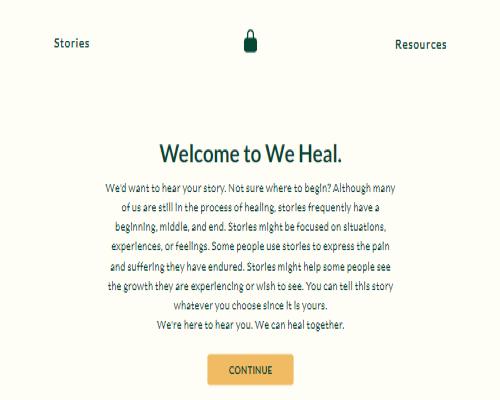 Stories
Resources
Welcome to We Heal.
We'd want to hear your story. Not sure where to begin? Although many
of us are still in the process of healing, stories frequently have a
beginning, middle, and end. Stories might be focused on situations,
experiences, or feelings. Some people use stories to express the pain
and suffering they have endured. Stories might help some people see
the growth they are experiencing or wish to see. You can tell this story
whatever you choose since it is yours.
We're here to hear you. We can heal together.
CONTINUE